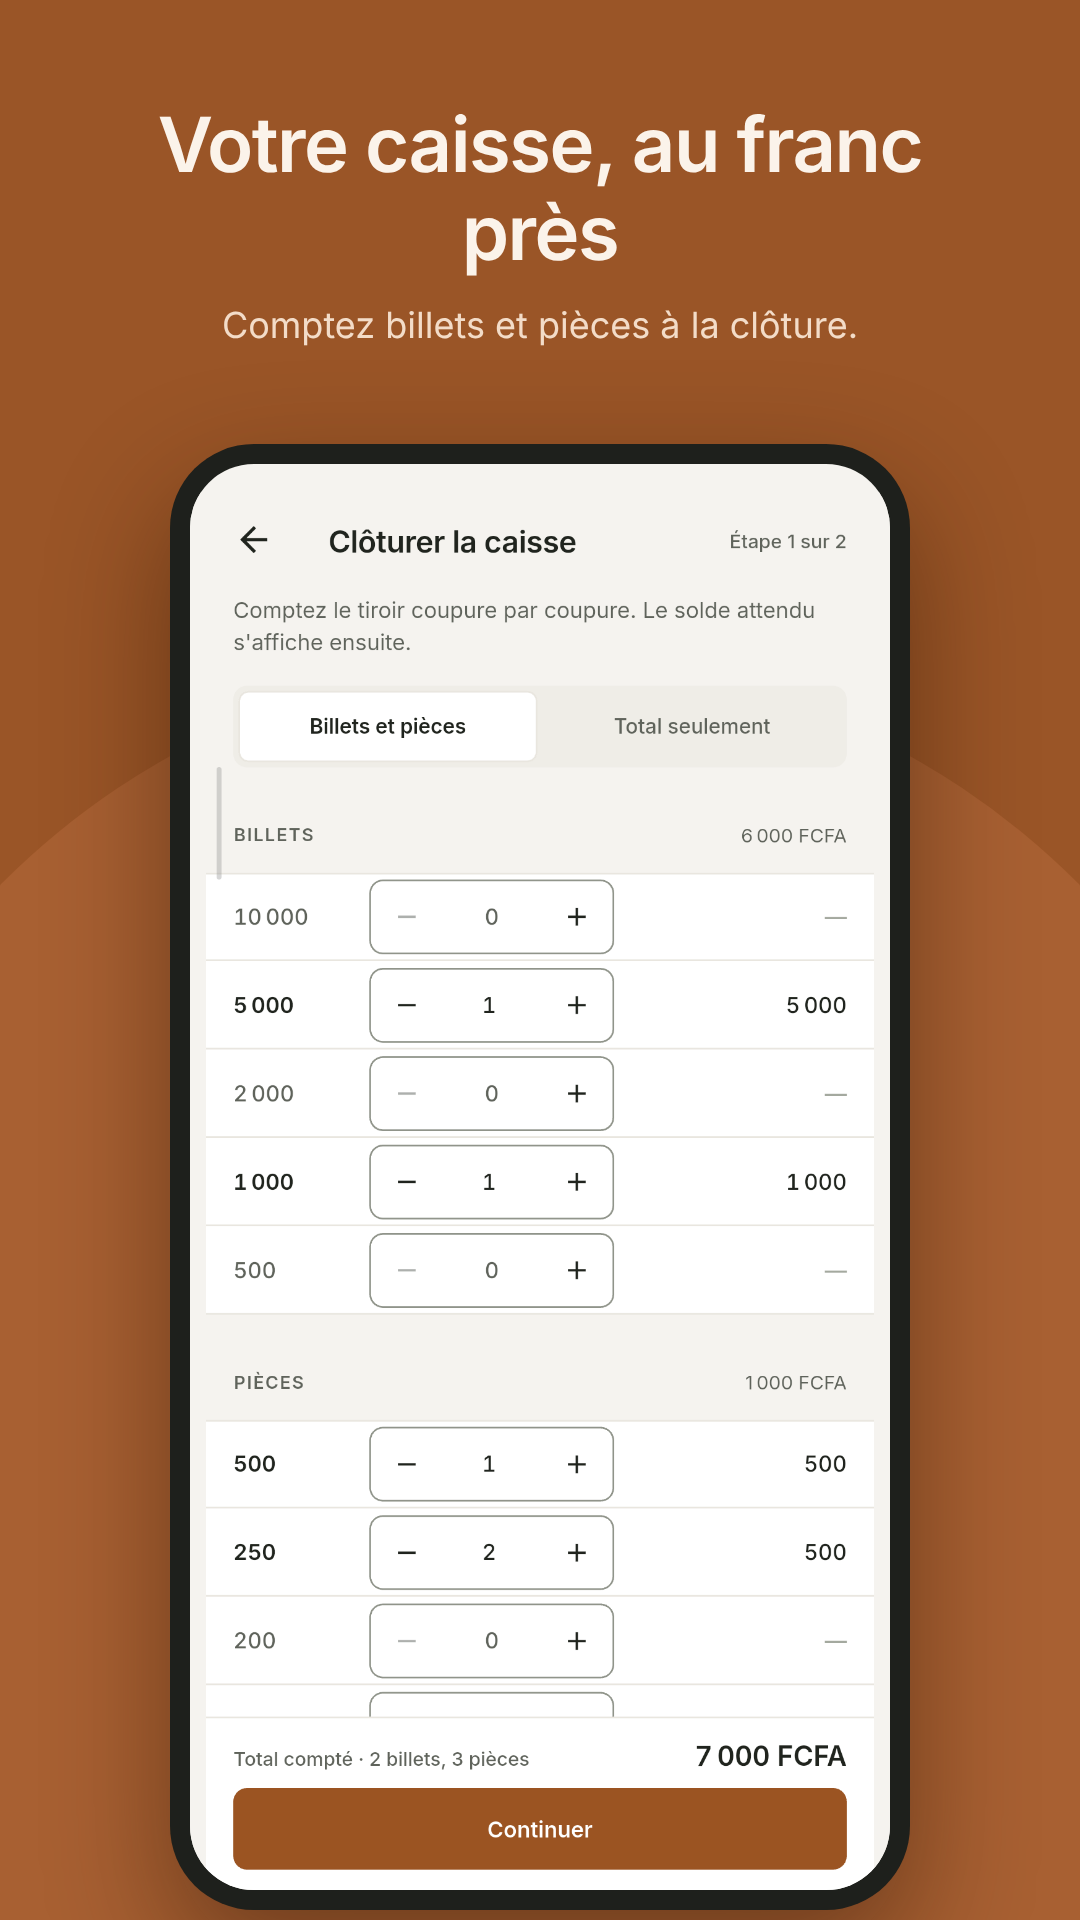 Votre caisse, au franc
près
Comptez billets et pièces à la clôture.
Clôturer la caisse
Étape 1 sur 2
Comptez le tiroir coupure par coupure. Le solde attendu
s'affiche ensuite.
Billets et pièces
Total seulement
BILLETS
6 000 FCFA
10 000 − 0 + —
5 000 − 1 + 5 000
2 000 − 0 + —
1 000 − 1 + 1 000
500 − 0 + —
PIÈCES
1 000 FCFA
500 − 1 + 500
250 − 2 + 500
200 − 0 + —
Total compté · 2 billets, 3 pièces
7 000 FCFA
Continuer